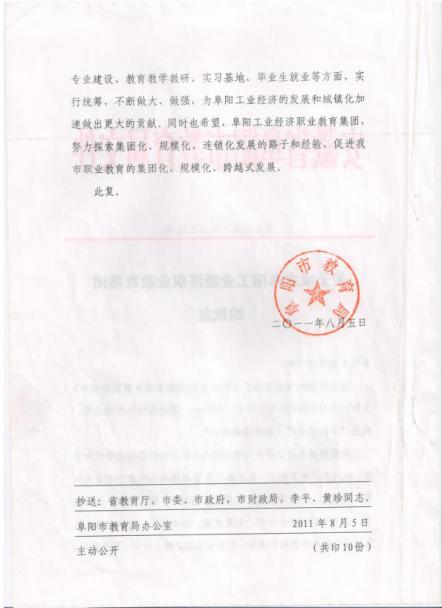 专业建设、教育教学教研、实习基地、毕业生就业等方面，实
行统筹，不断做大、做强，为阜阳工业经济的发展和城镇化加
速做出更大的贡献。同时也希望，阜阳工业经济职业教育集团，
努力探索集团化、规模化、连锁化发展的路子和经验，促进我
市职业教育的集团化、规模化、跨越式发展。
此复。
阜阳市教育局
二〇一一年八月五日
抄送：省教育厅，市委、市政府，市财政局，李平、黄珍同志。
阜阳市教育局办公室 2011年8月5日
主动公开 （共印10份）